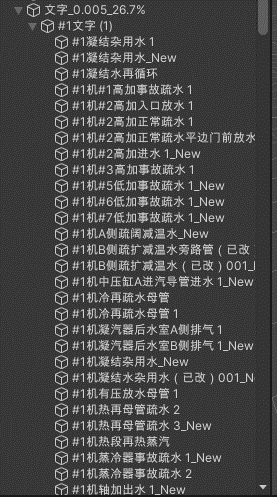 文字_0.005_26.7%
#1文字 (1)
#1凝结杂用水 1
#1凝结杂用水_New
#1凝结水再循环
#1机#1高加事故疏水 1
#1机#2高加入口放水 1
#1机#2高加正常疏水 1
#1机#2高加正常疏水平边门前放水
#1机#2高加进水 1_New
#1机#3高加事故疏水 1
#1机#5低加事故疏水 1_New
#1机#6低加事故疏水 1_New
#1机#7低加事故疏水 1_New
#1机A侧疏阔减温水_New
#1机B侧疏扩减温水旁路管（已改
#1机B侧疏扩减温水（已改）001_
#1机中压缸A进汽导管进水 1_New
#1机冷再疏水母管
#1机冷再疏水母管 1
#1机凝汽器后水室A侧排气 1
#1机凝汽器后水室B侧排气 1_New
#1机凝结杂用水_New
#1机凝结水杂用水（已改）001_N
#1机有压放水母管 1
#1机热再母管疏水 2
#1机热再母管疏水 3_New
#1机热段再热蒸汽
#1机蒸冷器事故疏水 1_New
#1机蒸冷器事故疏水 2
#1机轴加出水 1_New